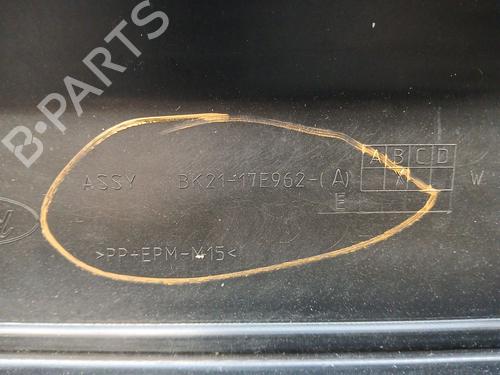 B-PARTS
A B C D
ASSY BK21-17E962-(A) X W
E
>PP-EPM-M15<